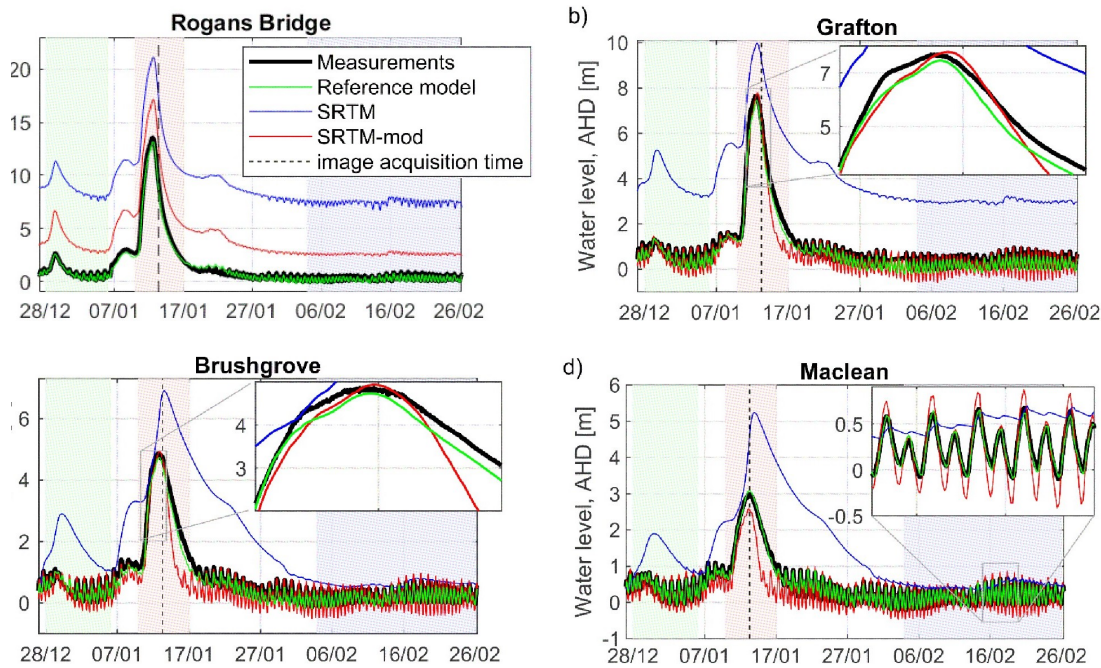 Rogans Bridge
20
15
10
5
0
28/12 07/01 17/01 27/01 06/02 16/02 26/02
Measurements
Reference model
SRTM
SRTM-mod
image acquisition time
b)
Grafton
Water level, AHD [m]
10
8
6
4
2
0
28/12 07/01 17/01 27/01 06/02 16/02 26/02
7
5
Brushgrove
6
4
2
0
28/12 07/01 17/01 27/01 06/02 16/02 26/02
4
3
d)
Maclean
Water level, AHD [m]
6
5
4
3
2
1
0
-1
28/12 07/01 17/01 27/01 06/02 16/02 26/02
0.5
0
-0.5